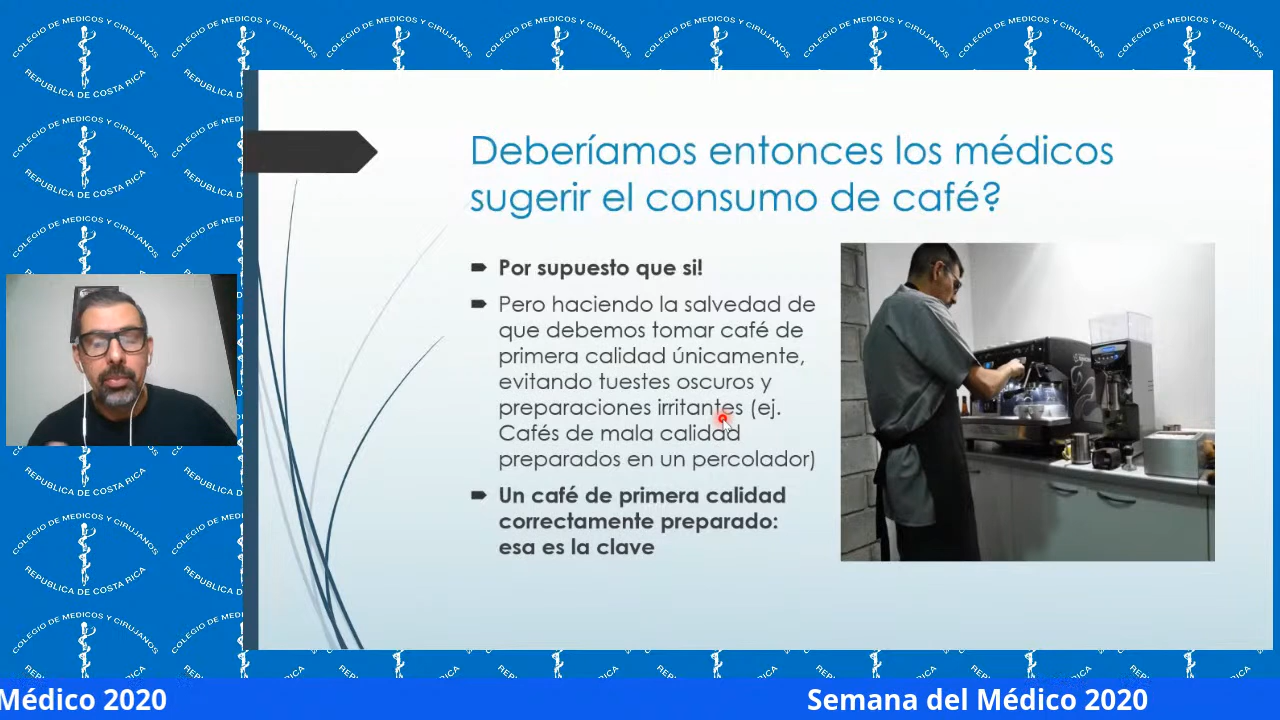 COLEGIO DE MEDICOS Y CIRUJANOS
REPUBLICA DE COSTA RICA
Deberíamos entonces los médicos
sugerir el consumo de café?
Por supuesto que si!
Pero haciendo la salvedad de
que debemos tomar café de
primera calidad únicamente,
evitando tuestes oscuros y
preparaciones irritantes (ej.
Cafés de mala calidad
preparados en un percolador)
Un café de primera calidad
correctamente preparado:
esa es la clave
Médico 2020
Semana del Médico 2020